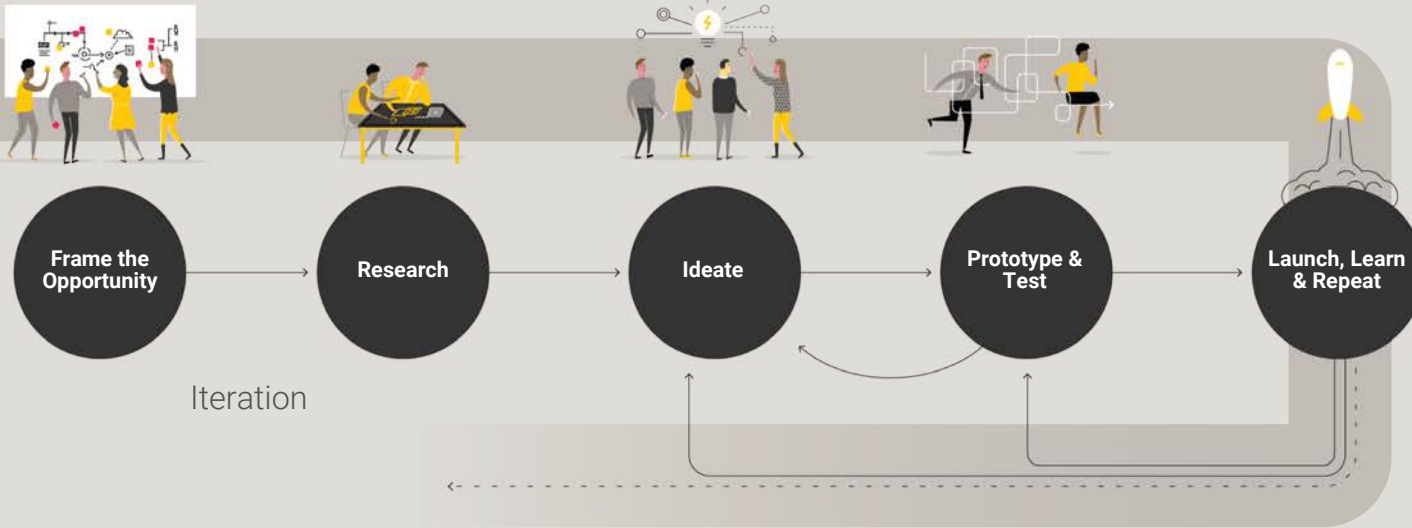 Frame the
Opportunity
Research
Ideate
Prototype &
Test
Launch, Learn
& Repeat
Iteration